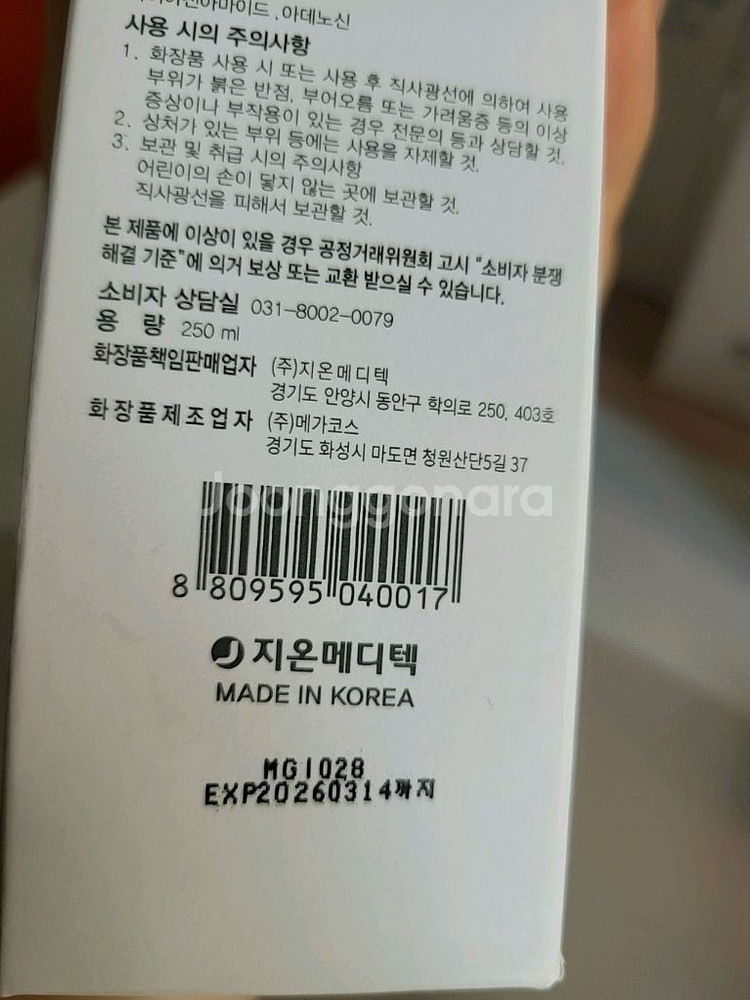 아데노신
사용 시의 주의사항
1. 화장품 사용 시 또는 사용 후 직사광선에 의하여 사용
부위가 붉은 반점, 부어오름 또는 가려움증 등의 이상
증상이나 부작용이 있는 경우 전문의 등과 상담할 것.
2. 상처가 있는 부위 등에는 사용을 자제할 것.
3. 보관 및 취급 시의 주의사항
어린이의 손이 닿지 않는 곳에 보관할 것.
직사광선을 피해서 보관할 것.
본 제품에 이상이 있을 경우 공정거래위원회 고시 "소비자 분쟁
해결 기준"에 의거 보상 또는 교환 받으실 수 있습니다.
소비자 상담실 031-8002-0079
용 량 250 ml
화장품책임판매업자 (주)지온메디텍
경기도 안양시 동안구 학의로 250, 403호
화장품제조업자 (주)메가코스
경기도 화성시 마도면 청원산단5길 37
Joonggonara
8 809595 040017
지온메디텍
MADE IN KOREA
MG1028
EXP20260314까지